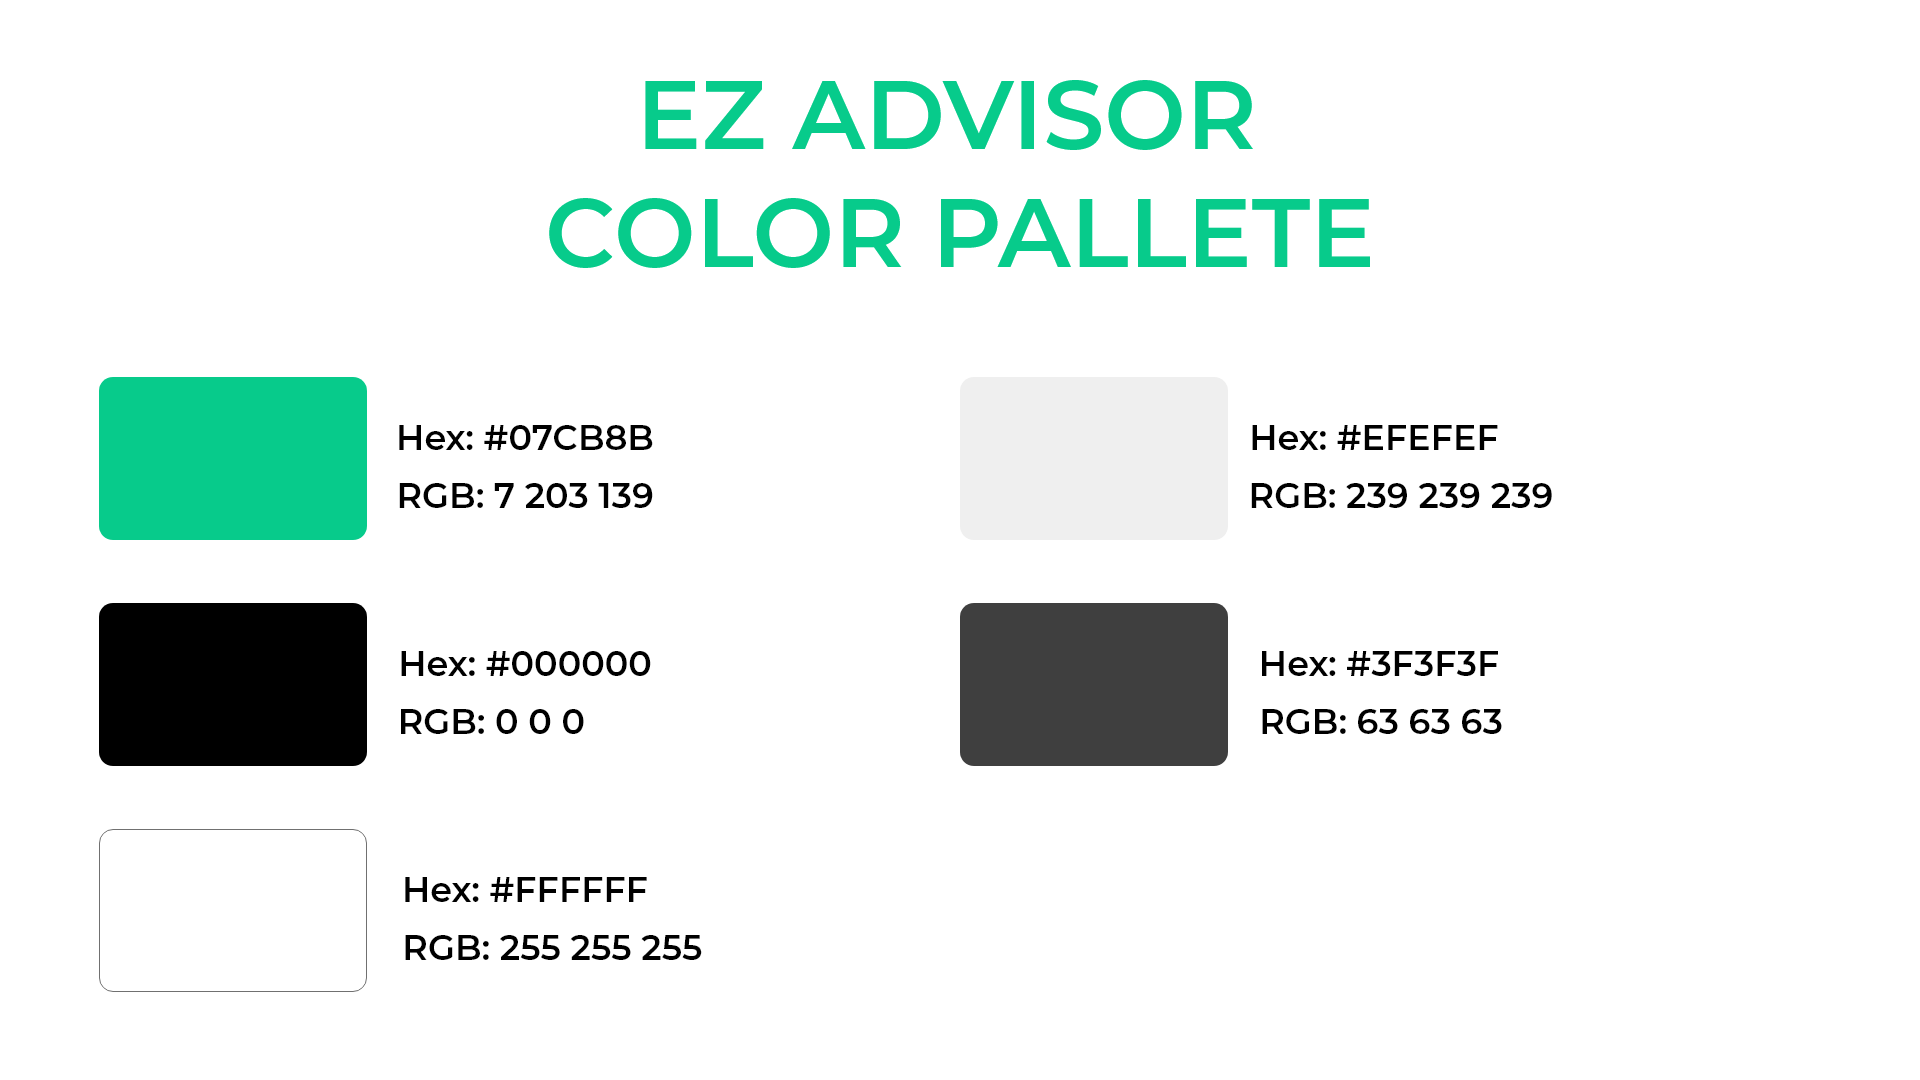 EZ ADVISOR
COLOR PALLETE
Hex: #07CB8B
RGB: 7 203 139
Hex: #EFEFEF
RGB: 239 239 239
Hex: #000000
RGB: 0 0 0
Hex: #3F3F3F
RGB: 63 63 63
Hex: #FFFFFF
RGB: 255 255 255